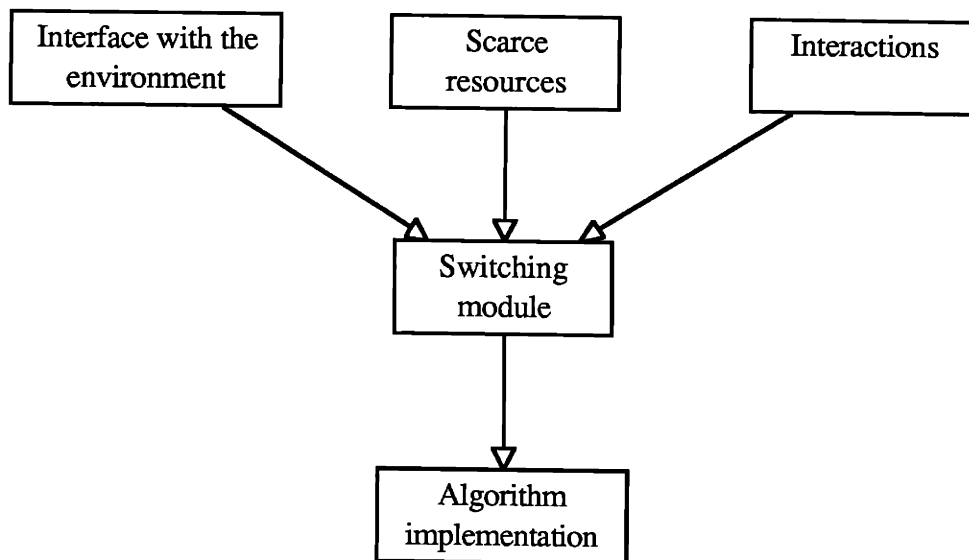 Interface with the
environment
Scarce
resources
Interactions
Switching
module
Algorithm
implementation